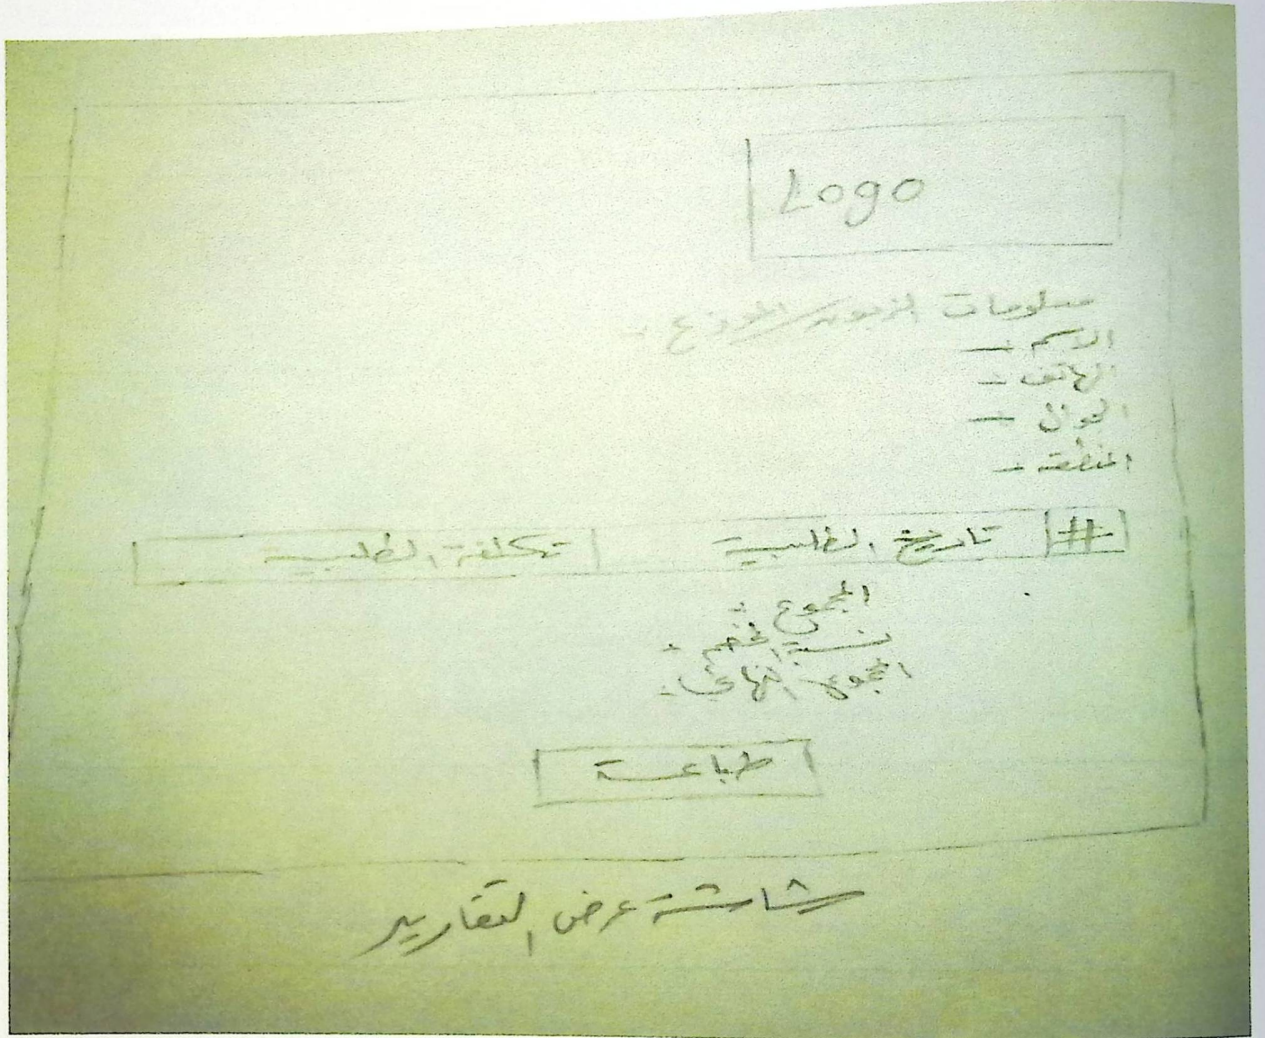 Logo
معلومات الزبون/الموزع :
الاسم :
الهاتف :
الجوال :
المنطقة :
# تاريخ الطلبية تكلفة الطلبية
المجموع :
نسبة الخصم :
المجموع النهائي :
طباعة
شاشة عرض التقارير